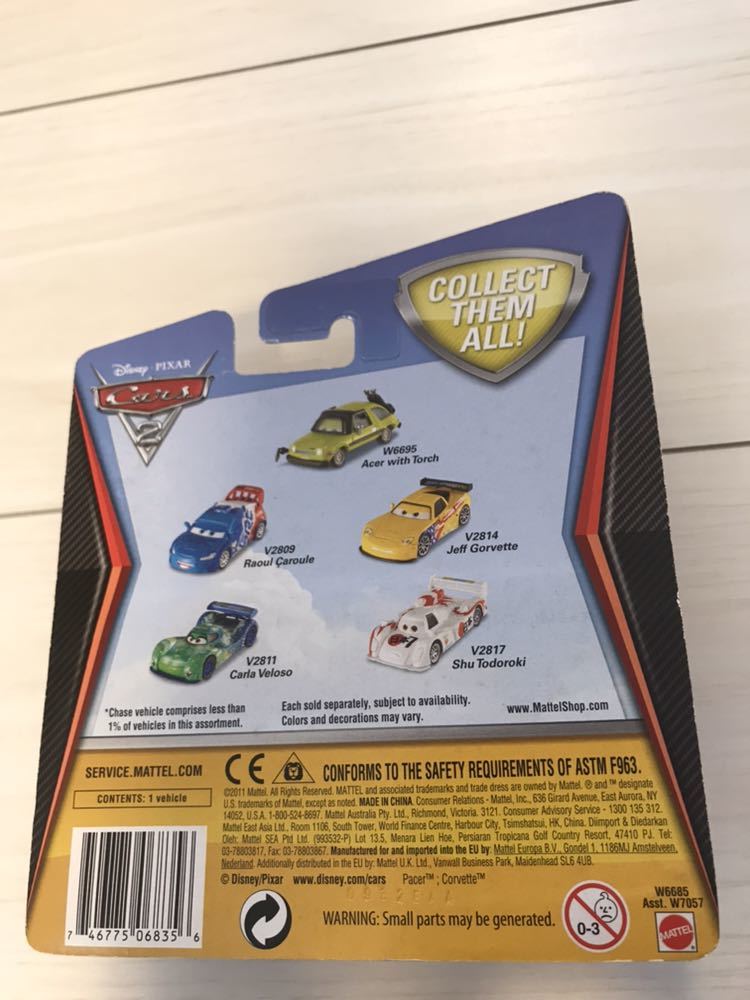 COLLECT
THEM
ALL!
Disney · PIXAR
Cars
2
W6695
Acer with Torch
V2809
Raoul Çaroule
V2814
Jeff Gorvette
V2811
Carla Veloso
V2817
Shu Todoroki
*Chase vehicle comprises less than
1% of vehicles in this assortment.
Each sold separately, subject to availability.
Colors and decorations may vary.
www.MattelShop.com
SERVICE.MATTEL.COM
CONTENTS: 1 vehicle
CE
CONFORMS TO THE SAFETY REQUIREMENTS OF ASTM F963.
©2011 Mattel. All Rights Reserved. MATTEL and associated trademarks and trade dress are owned by Mattel. ® and ™ designate
U.S. trademarks of Mattel, except as noted. MADE IN CHINA. Consumer Relations - Mattel, Inc., 636 Girard Avenue, East Aurora, NY
14052, U.S.A. 1-800-524-8697. Mattel Australia Pty. Ltd., Richmond, Victoria. 3121. Consumer Advisory Service - 1300 135 312.
Mattel East Asia Ltd., Room 1106, South Tower, World Finance Centre, Harbour City, Tsimshatsui, HK, China. Diimport & Diedarkan
Oleh: Mattel SEA Ptd Ltd. (993532-P) Lot 13.5, Menara Lien Hoe, Persiaran Tropicana Golf Country Resort, 47410 PJ. Tel:
03-78803817, Fax: 03-78803867. Manufactured for and imported into the EU by: Mattel Europa B.V., Gondel 1, 1186MJ Amstelveen,
Nederland. Additionally distributed in the EU by: Mattel U.K. Ltd., Vanwall Business Park, Maidenhead SL6 4UB.
© Disney/Pixar www.disney.com/cars Pacer™; Corvette™
WARNING: Small parts may be generated.
0-3
W6685
Asst. W7057
MATTEL
7 46775 06835 6